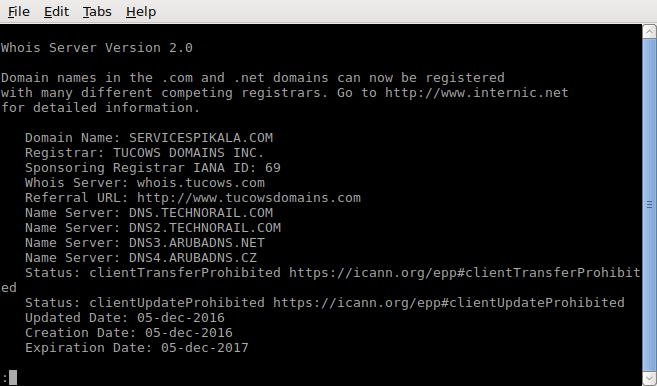 File Edit Tabs Help
Whois Server Version 2.0
Domain names in the .com and .net domains can now be registered
with many different competing registrars. Go to http://www.internic.net
for detailed information.
Domain Name: SERVICESPIKALA.COM
Registrar: TUCOWS DOMAINS INC.
Sponsoring Registrar IANA ID: 69
Whois Server: whois.tucows.com
Referral URL: http://www.tucowsdomains.com
Name Server: DNS.TECHNORAIL.COM
Name Server: DNS2.TECHNORAIL.COM
Name Server: DNS3.ARUBADNS.NET
Name Server: DNS4.ARUBADNS.CZ
Status: clientTransferProhibited https://icann.org/epp#clientTransferProhibit
ed
Status: clientUpdateProhibited https://icann.org/epp#clientUpdateProhibited
Updated Date: 05-dec-2016
Creation Date: 05-dec-2016
Expiration Date: 05-dec-2017
: